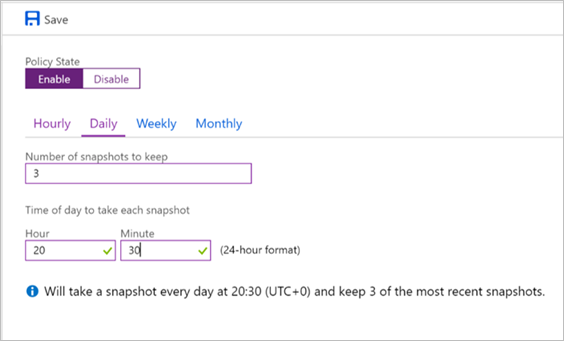 Save
Policy State
Enable Disable
Hourly Daily Weekly Monthly
Number of snapshots to keep
3
Time of day to take each snapshot
Hour Minute
20 30 (24-hour format)
Will take a snapshot every day at 20:30 (UTC+0) and keep 3 of the most recent snapshots.